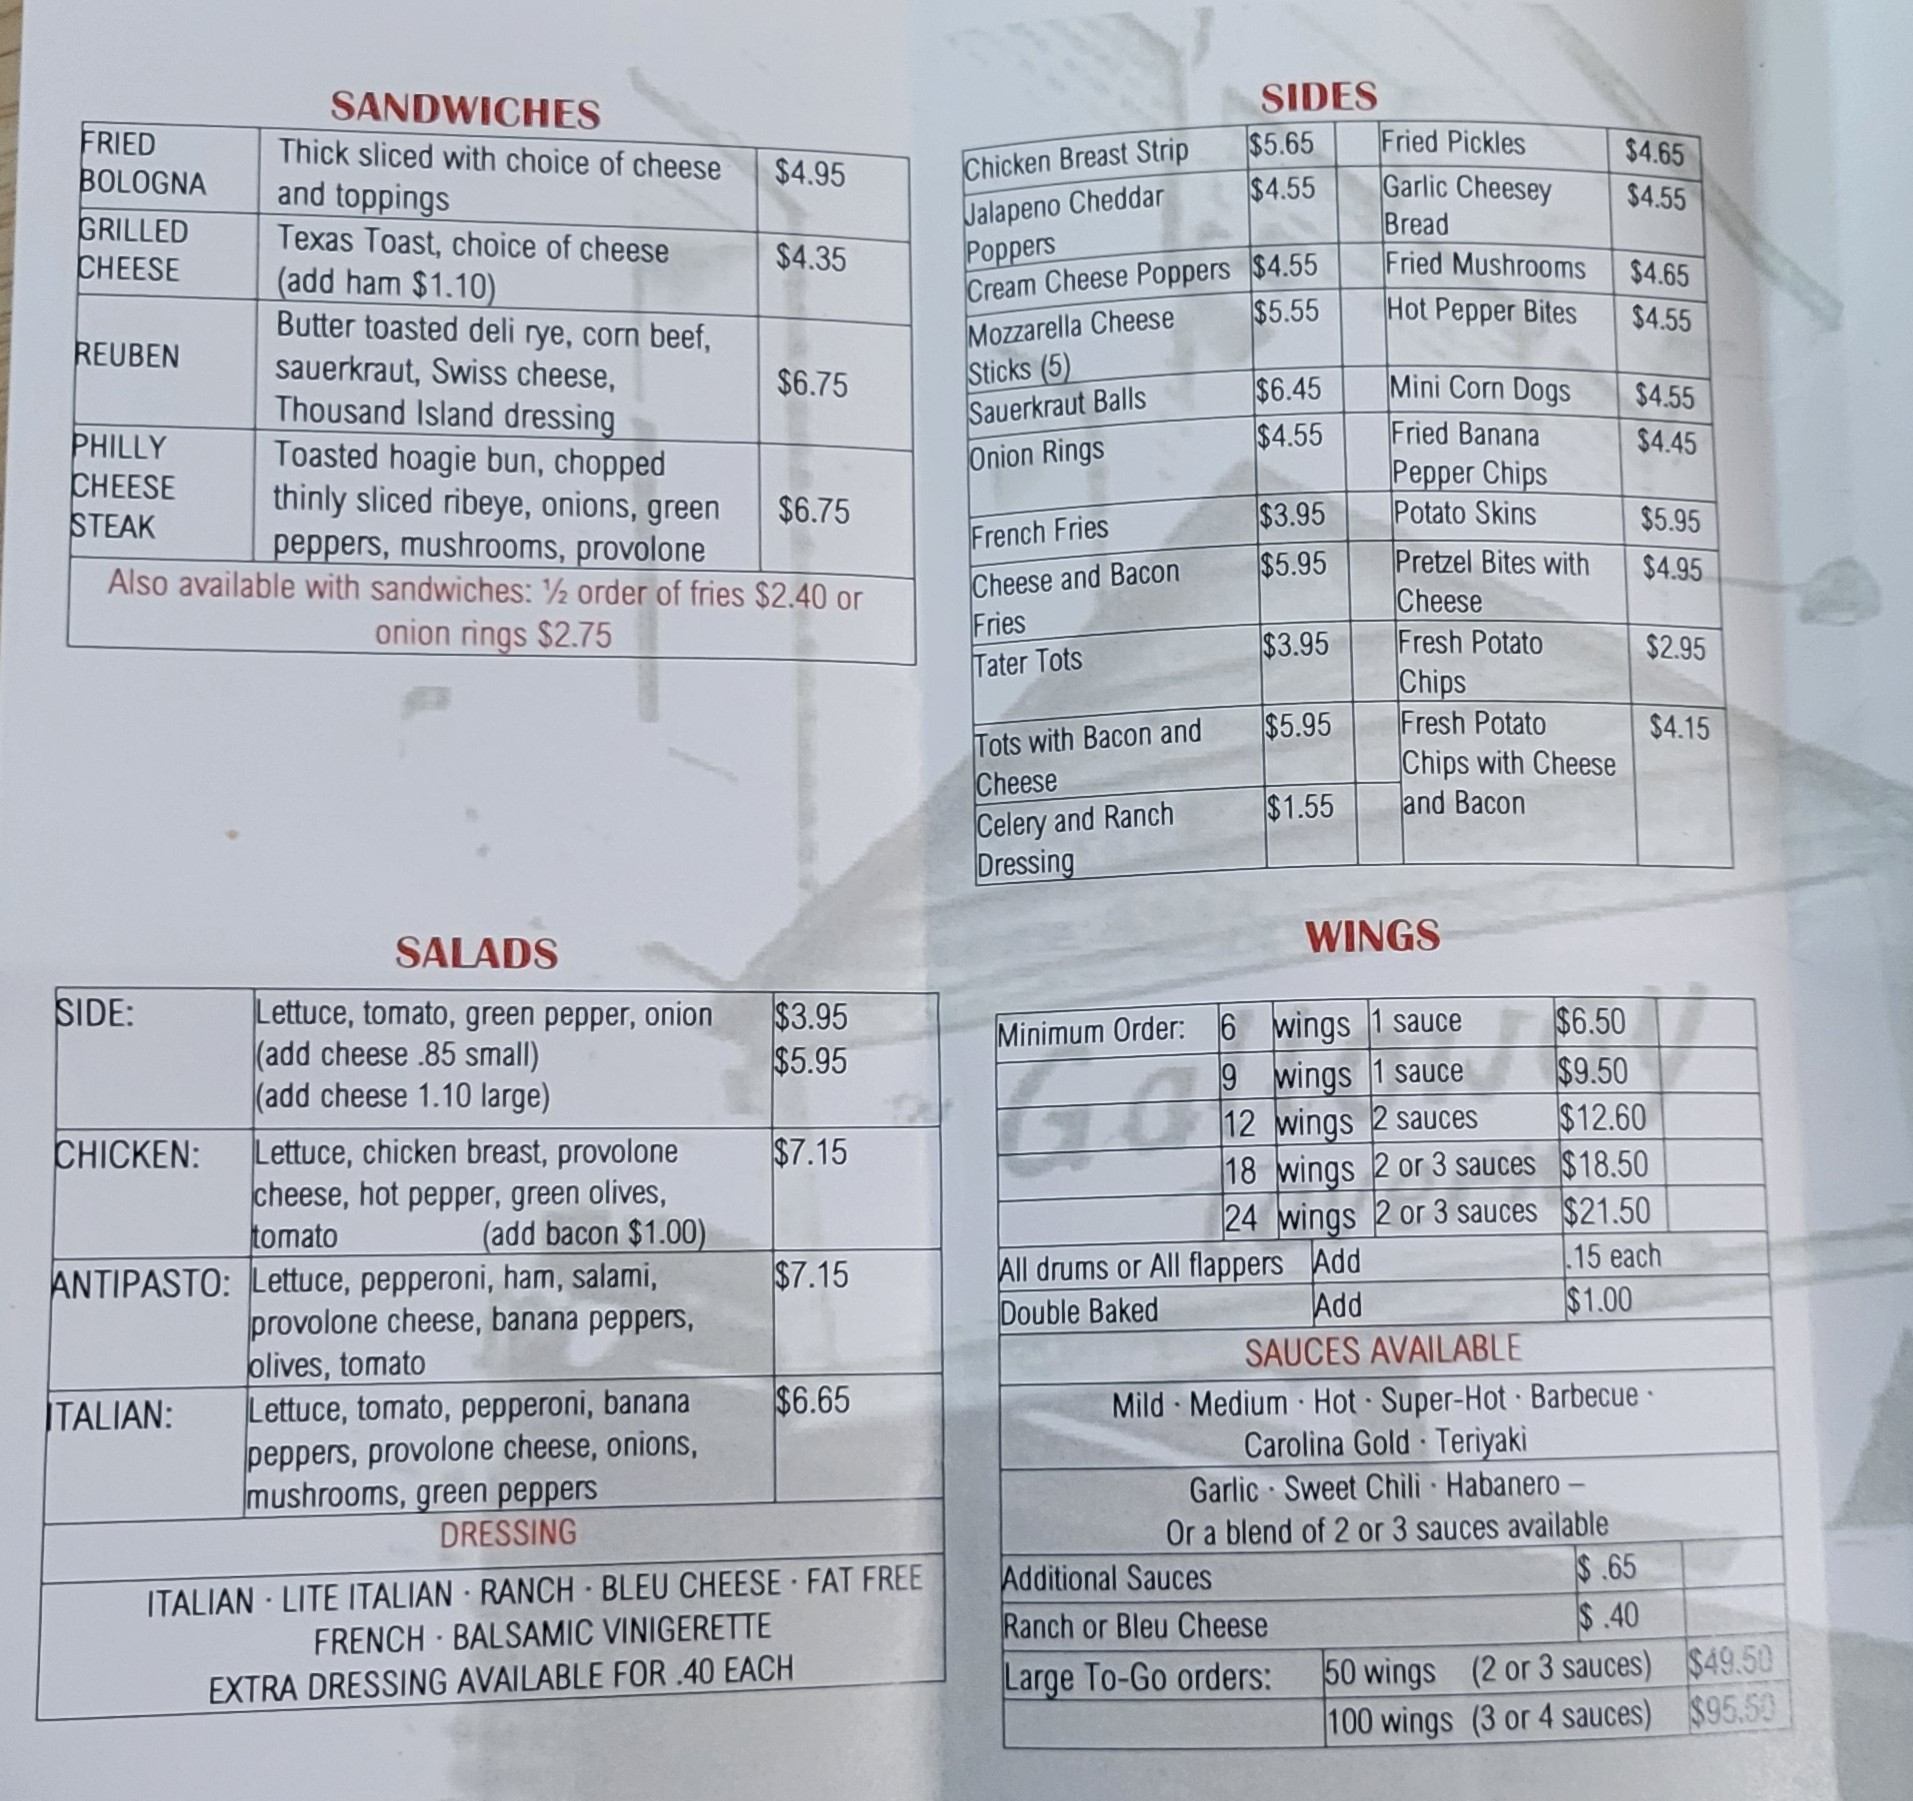 SANDWICHES
FRIED BOLOGNA Thick sliced with choice of cheese and toppings $4.95
GRILLED CHEESE Texas Toast, choice of cheese (add ham $1.10) $4.35
REUBEN Butter toasted deli rye, corn beef, sauerkraut, Swiss cheese, Thousand Island dressing $6.75
PHILLY CHEESE STEAK Toasted hoagie bun, chopped thinly sliced ribeye, onions, green peppers, mushrooms, provolone $6.75
Also available with sandwiches: ½ order of fries $2.40 or
onion rings $2.75
SALADS
SIDE: Lettuce, tomato, green pepper, onion $3.95
(add cheese .85 small) $5.95
(add cheese 1.10 large)
CHICKEN: Lettuce, chicken breast, provolone $7.15
cheese, hot pepper, green olives,
tomato (add bacon $1.00)
ANTIPASTO: Lettuce, pepperoni, ham, salami, $7.15
provolone cheese, banana peppers,
olives, tomato
ITALIAN: Lettuce, tomato, pepperoni, banana $6.65
peppers, provolone cheese, onions,
mushrooms, green peppers
DRESSING
ITALIAN · LITE ITALIAN · RANCH · BLEU CHEESE · FAT FREE
FRENCH · BALSAMIC VINIGERETTE
EXTRA DRESSING AVAILABLE FOR .40 EACH
SIDES
Chicken Breast Strip $5.65 Fried Pickles $4.65
Jalapeno Cheddar Poppers $4.55 Garlic Cheesey Bread $4.55
Cream Cheese Poppers $4.55 Fried Mushrooms $4.65
Mozzarella Cheese Sticks (5) $5.55 Hot Pepper Bites $4.55
Sauerkraut Balls $6.45 Mini Corn Dogs $4.55
Onion Rings $4.55 Fried Banana Pepper Chips $4.45
French Fries $3.95 Potato Skins $5.95
Cheese and Bacon Fries $5.95 Pretzel Bites with Cheese $4.95
Tater Tots $3.95 Fresh Potato Chips $2.95
Tots with Bacon and Cheese $5.95 Fresh Potato Chips with Cheese and Bacon $4.15
Celery and Ranch Dressing $1.55
WINGS
Minimum Order: 6 wings 1 sauce $6.50
9 wings 1 sauce $9.50
12 wings 2 sauces $12.60
18 wings 2 or 3 sauces $18.50
24 wings 2 or 3 sauces $21.50
All drums or All flappers Add .15 each
Double Baked Add $1.00
SAUCES AVAILABLE
Mild · Medium · Hot · Super-Hot · Barbecue ·
Carolina Gold · Teriyaki
Garlic · Sweet Chili · Habanero –
Or a blend of 2 or 3 sauces available
Additional Sauces $ .65
Ranch or Bleu Cheese $ .40
Large To-Go orders: 50 wings (2 or 3 sauces) $49.50
100 wings (3 or 4 sauces) $95.50